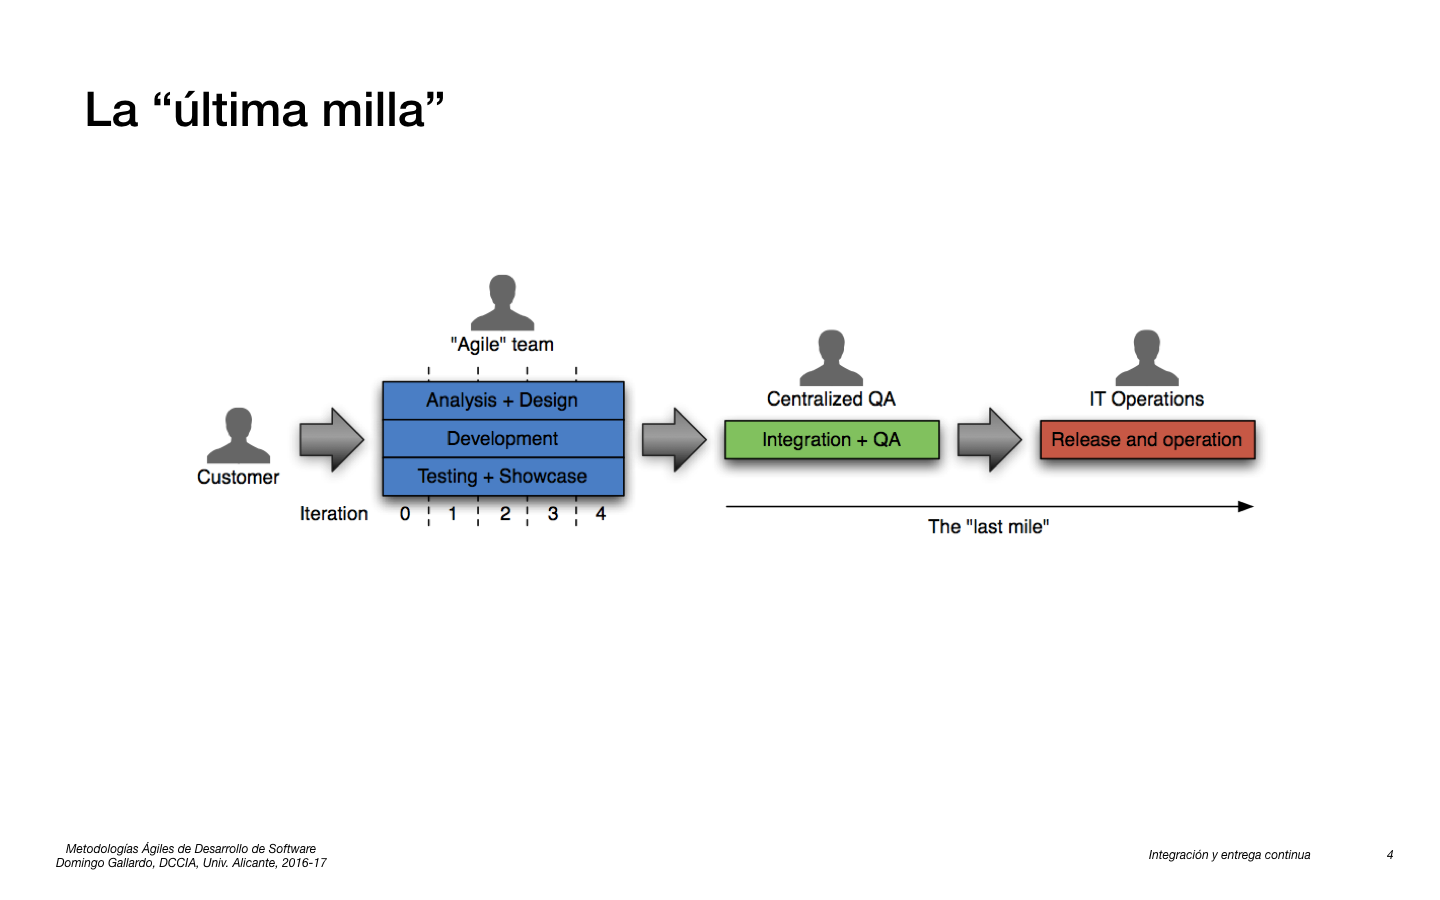 La “última milla”
"Agile" team
Analysis + Design
Development
Testing + Showcase
Customer
Iteration 0 1 2 3 4
Centralized QA
Integration + QA
IT Operations
Release and operation
The "last mile"
Metodologías Ágiles de Desarrollo de Software
Domingo Gallardo, DCCIA, Univ. Alicante, 2016-17
Integración y entrega continua 4